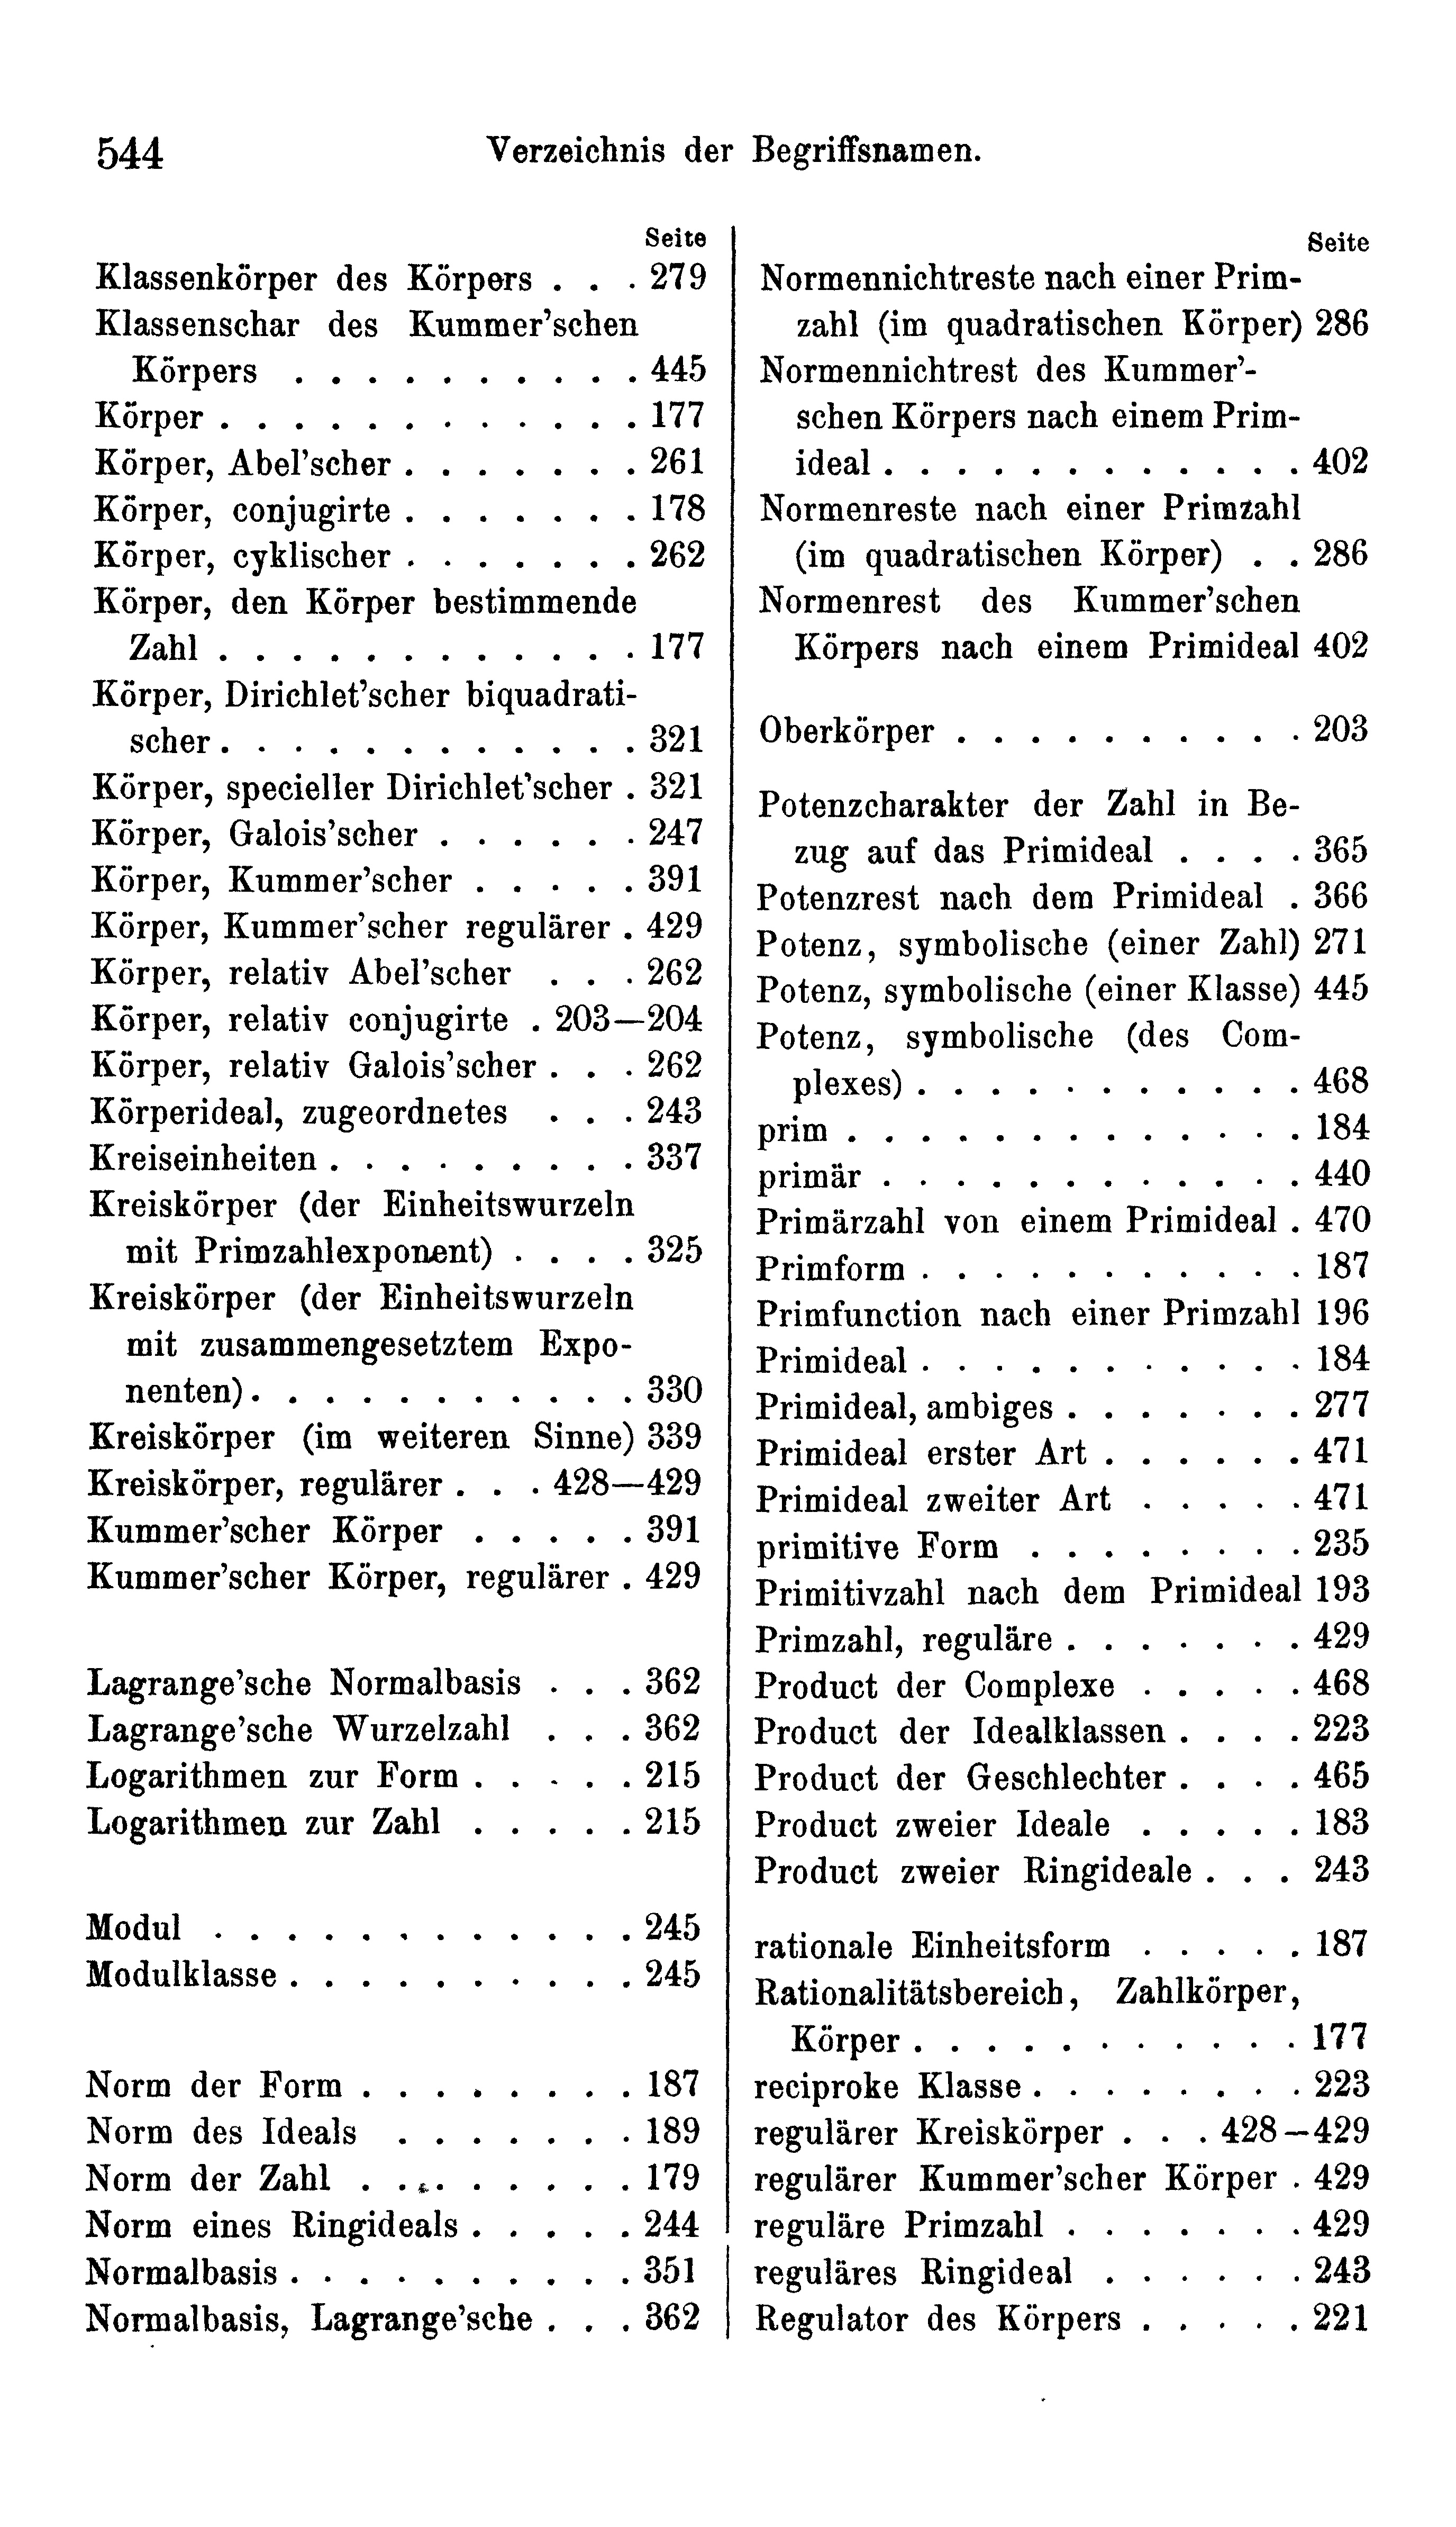 544 Verzeichnis der Begriffsnamen.
Seite
Klassenkörper des Körpers . . . 279
Klassenschar des Kummer'schen
Körpers . . . . . . . . . . 445
Körper . . . . . . . . . . . . 177
Körper, Abel'scher . . . . . . . 261
Körper, conjugirte . . . . . . . 178
Körper, cyklischer . . . . . . . 262
Körper, den Körper bestimmende
Zahl . . . . . . . . . . . . 177
Körper, Dirichlet'scher biquadrati-
scher . . . . . . . . . . . . 321
Körper, specieller Dirichlet'scher . 321
Körper, Galois'scher . . . . . . 247
Körper, Kummer'scher . . . . . 391
Körper, Kummer'scher regulärer . 429
Körper, relativ Abel'scher . . . 262
Körper, relativ conjugirte . 203—204
Körper, relativ Galois'scher . . . 262
Körperideal, zugeordnetes . . . 243
Kreiseinheiten . . . . . . . . . 337
Kreiskörper (der Einheitswurzeln
mit Primzahlexponent) . . . . 325
Kreiskörper (der Einheitswurzeln
mit zusammengesetztem Expo-
nenten) . . . . . . . . . . . 330
Kreiskörper (im weiteren Sinne) 339
Kreiskörper, regulärer . . . 428—429
Kummer'scher Körper . . . . . 391
Kummer'scher Körper, regulärer . 429
Lagrange'sche Normalbasis . . . 362
Lagrange'sche Wurzelzahl . . . 362
Logarithmen zur Form . . . . . 215
Logarithmen zur Zahl . . . . . 215
Modul . . . . . . . . . . . . 245
Modulklasse . . . . . . . . . . 245
Norm der Form . . . . . . . . 187
Norm des Ideals . . . . . . . 189
Norm der Zahl . . . . . . . . 179
Norm eines Ringideals . . . . . 244
Normalbasis . . . . . . . . . . 351
Normalbasis, Lagrange'sche . . . 362
Seite
Normennichtreste nach einer Prim-
zahl (im quadratischen Körper) 286
Normennichtrest des Kummer'-
schen Körpers nach einem Prim-
ideal . . . . . . . . . . . . 402
Normenreste nach einer Primzahl
(im quadratischen Körper) . . 286
Normenrest des Kummer'schen
Körpers nach einem Primideal 402
Oberkörper . . . . . . . . . . 203
Potenzcharakter der Zahl in Be-
zug auf das Primideal . . . . 365
Potenzrest nach dem Primideal . 366
Potenz, symbolische (einer Zahl) 271
Potenz, symbolische (einer Klasse) 445
Potenz, symbolische (des Com-
plexes) . . . . . . . . . . . 468
prim . . . . . . . . . . . . . 184
primär . . . . . . . . . . . . 440
Primärzahl von einem Primideal . 470
Primform . . . . . . . . . . . 187
Primfunction nach einer Primzahl 196
Primideal . . . . . . . . . . . 184
Primideal, ambiges . . . . . . . 277
Primideal erster Art . . . . . . 471
Primideal zweiter Art . . . . . 471
primitive Form . . . . . . . . 235
Primitivzahl nach dem Primideal 193
Primzahl, reguläre . . . . . . . 429
Product der Complexe . . . . . 468
Product der Idealklassen . . . . 223
Product der Geschlechter . . . . 465
Product zweier Ideale . . . . . 183
Product zweier Ringideale . . . 243
rationale Einheitsform . . . . . 187
Rationalitätsbereich, Zahlkörper,
Körper . . . . . . . . . . . 177
reciproke Klasse . . . . . . . . 223
regulärer Kreiskörper . . . 428—429
regulärer Kummer'scher Körper . 429
reguläre Primzahl . . . . . . . 429
reguläres Ringideal . . . . . . 243
Regulator des Körpers . . . . . 221